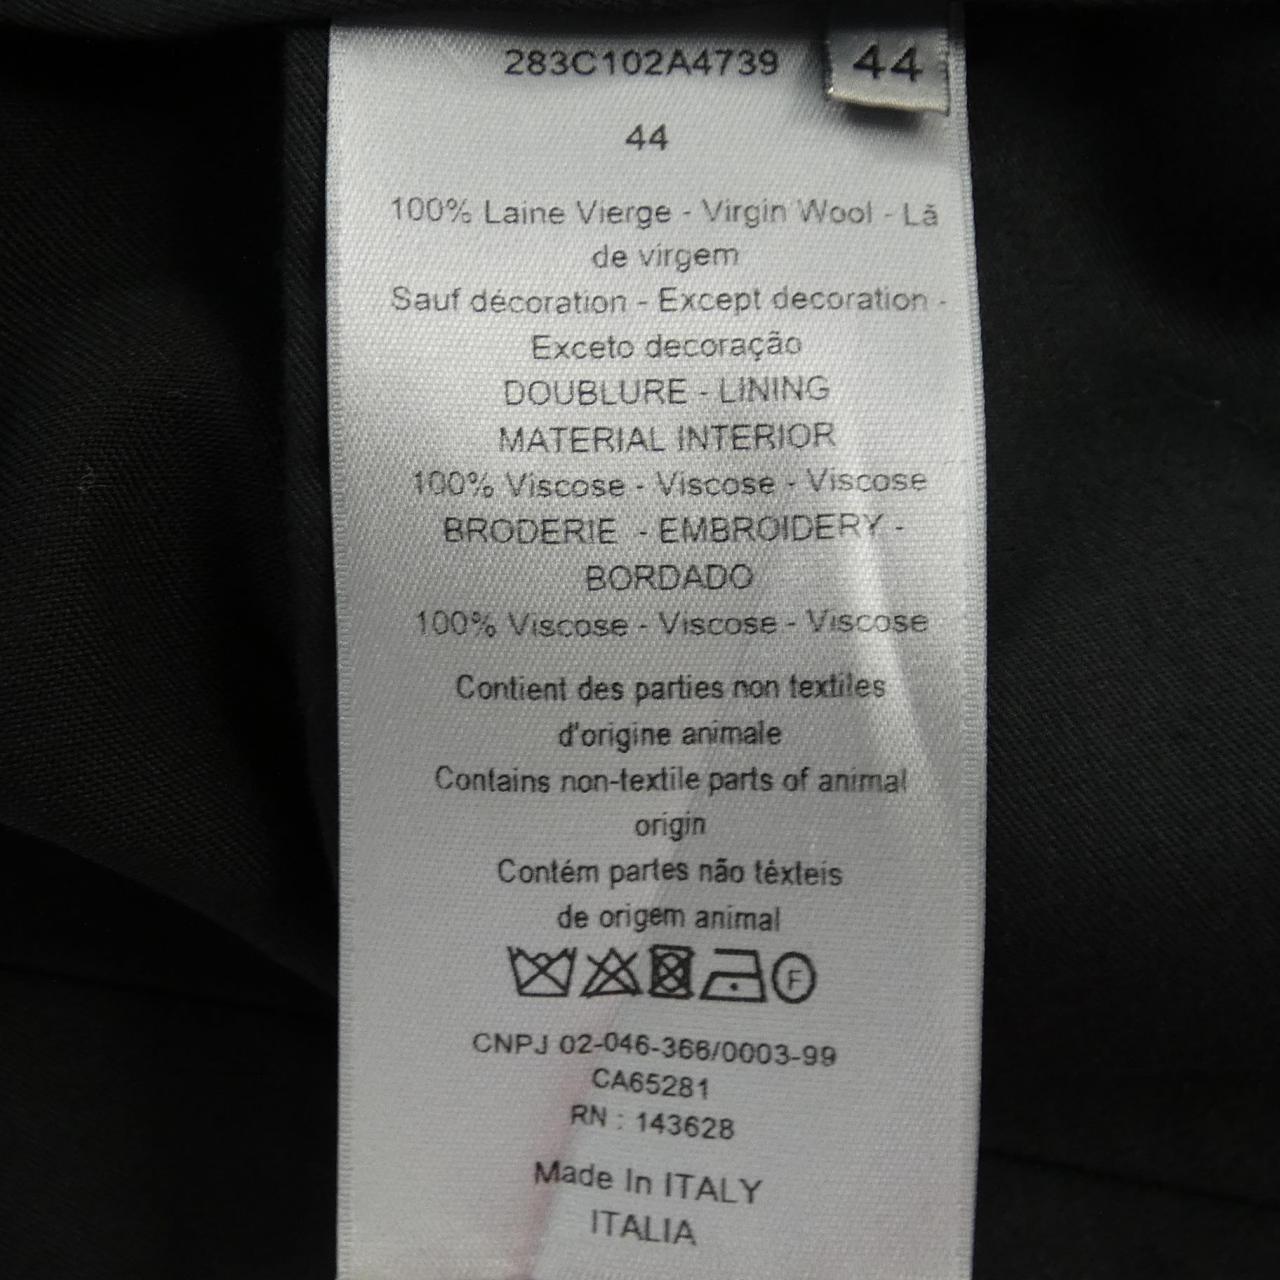 283C102A4739
44
44
100% Laine Vierge - Virgin Wool - Lã
de virgem
Sauf décoration - Except decoration -
Exceto decoração
DOUBLURE - LINING
MATERIAL INTERIOR
100% Viscose - Viscose - Viscose
BRODERIE - EMBROIDERY -
BORDADO
100% Viscose - Viscose - Viscose
Contient des parties non textiles
d'origine animale
Contains non-textile parts of animal
origin
Contém partes não têxteis
de origem animal
F
CNPJ 02-046-366/0003-99
CA65281
RN : 143628
Made In ITALY
ITALIA